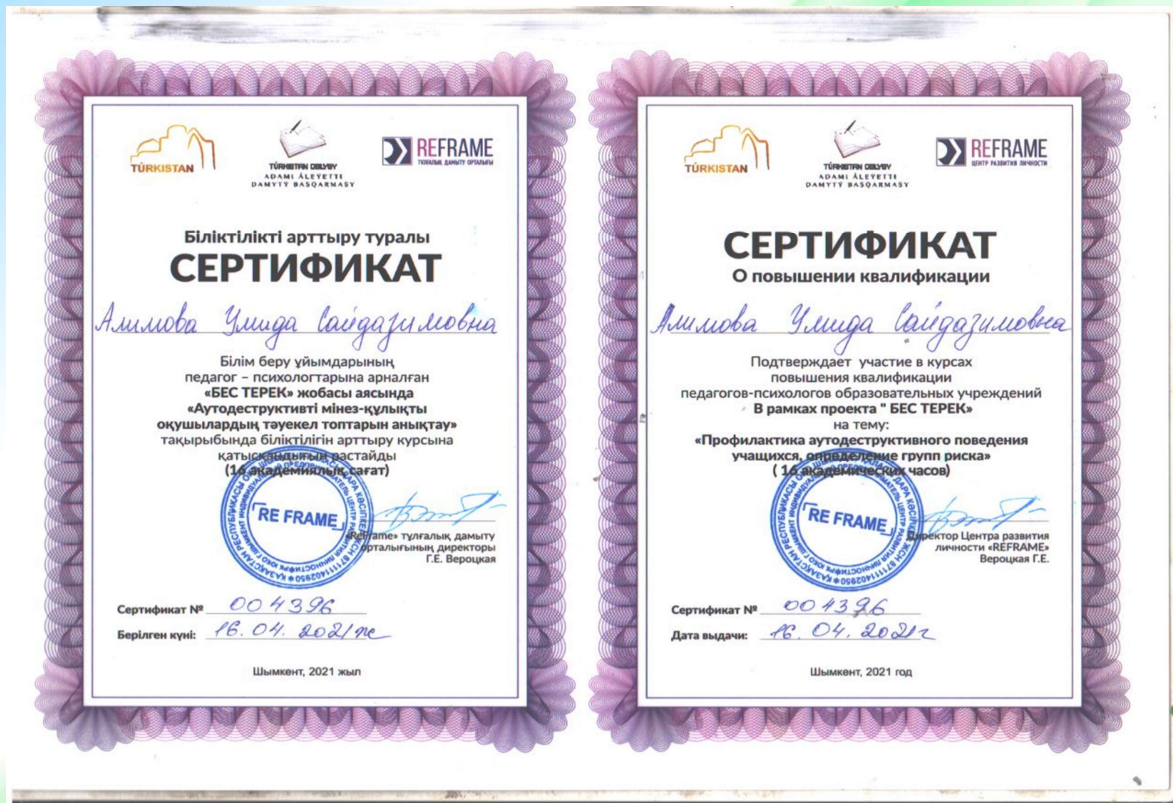 TÚRKISTAN
TÚRKISTAN OBLYSY
ADAMI ÁLEÝETTI
DAMYTÝ BASQARMASY
REFRAME
ТҰЛҒАЛЫҚ ДАМЫТУ ОРТАЛЫҒЫ
Біліктілікті арттыру туралы
СЕРТИФИКАТ
Алимова Умида Сайдазимовна
Білім беру ұйымдарының
педагог – психологтарына арналған
«БЕС ТЕРЕК» жобасы аясында
«Аутодеструктивті мінез-құлықты
оқушылардың тәуекел топтарын анықтау»
тақырыбында біліктілігін арттыру курсына
қатысқандығын растайды
(16 академиялық сағат)
RE FRAME
«ReFrame» тұлғалық дамыту
орталығының директоры
Г.Е. Вероцкая
Сертификат № 004396
Берілген күні: 16.04.2021ж
Шымкент, 2021 жыл
TÚRKISTAN
TÚRKISTAN OBLYSY
ADAMI ÁLEÝETTI
DAMYTÝ BASQARMASY
REFRAME
ЦЕНТР РАЗВИТИЯ ЛИЧНОСТИ
СЕРТИФИКАТ
О повышении квалификации
Алимова Умида Сайдазимовна
Подтверждает участие в курсах
повышения квалификации
педагогов-психологов образовательных учреждений
В рамках проекта " БЕС ТЕРЕК»
на тему:
«Профилактика аутодеструктивного поведения
учащихся, определение групп риска»
( 16 академических часов)
RE FRAME
Директор Центра развития
личности «REFRAME»
Вероцкая Г.Е.
Сертификат № 004396
Дата выдачи: 16.04.2021г
Шымкент, 2021 год